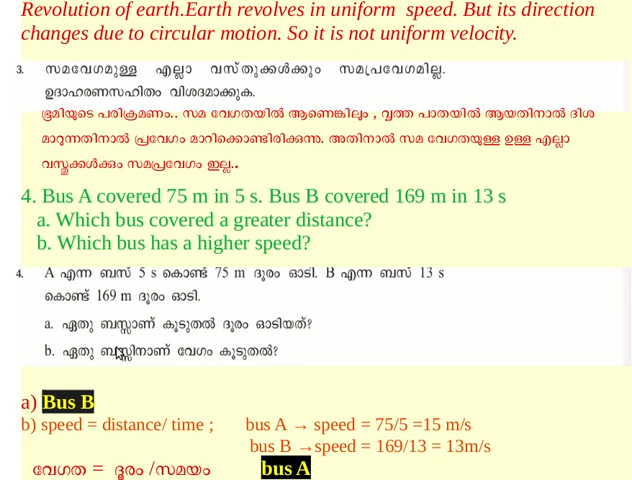 Revolution of earth.Earth revolves in uniform speed. But its direction
changes due to circular motion. So it is not uniform velocity.
3. സമവേഗമുള്ള എല്ലാ വസ്തുക്കൾക്കും സമപ്രവേഗമില്ല.
ഉദാഹരണസഹിതം വിശദമാക്കുക.
ഭൂമിയുടെ പരിക്രമണം.. സമ വേഗതയിൽ ആണെങ്കിലും , വൃത്ത പാതയിൽ ആയതിനാൽ ദിശ
മാറുന്നതിനാൽ പ്രവേഗം മാറിക്കൊണ്ടിരിക്കുന്നു. അതിനാൽ സമ വേഗതയുള്ള ഉള്ള എല്ലാ
വസ്തുക്കൾക്കും സമപ്രവേഗം ഇല്ല..
4. Bus A covered 75 m in 5 s. Bus B covered 169 m in 13 s
a. Which bus covered a greater distance?
b. Which bus has a higher speed?
4. A എന്ന ബസ് 5 s കൊണ്ട് 75 m ദൂരം ഓടി. B എന്ന ബസ് 13 s
കൊണ്ട് 169 m ദൂരം ഓടി.
a. ഏതു ബസ്സാണ് കൂടുതൽ ദൂരം ഓടിയത്?
b. ഏതു ബസ്സിനാണ് വേഗം കൂടുതൽ?
a) Bus B
b) speed = distance/ time ; bus A → speed = 75/5 =15 m/s
bus B →speed = 169/13 = 13m/s
വേഗത = ദൂരം /സമയം bus A